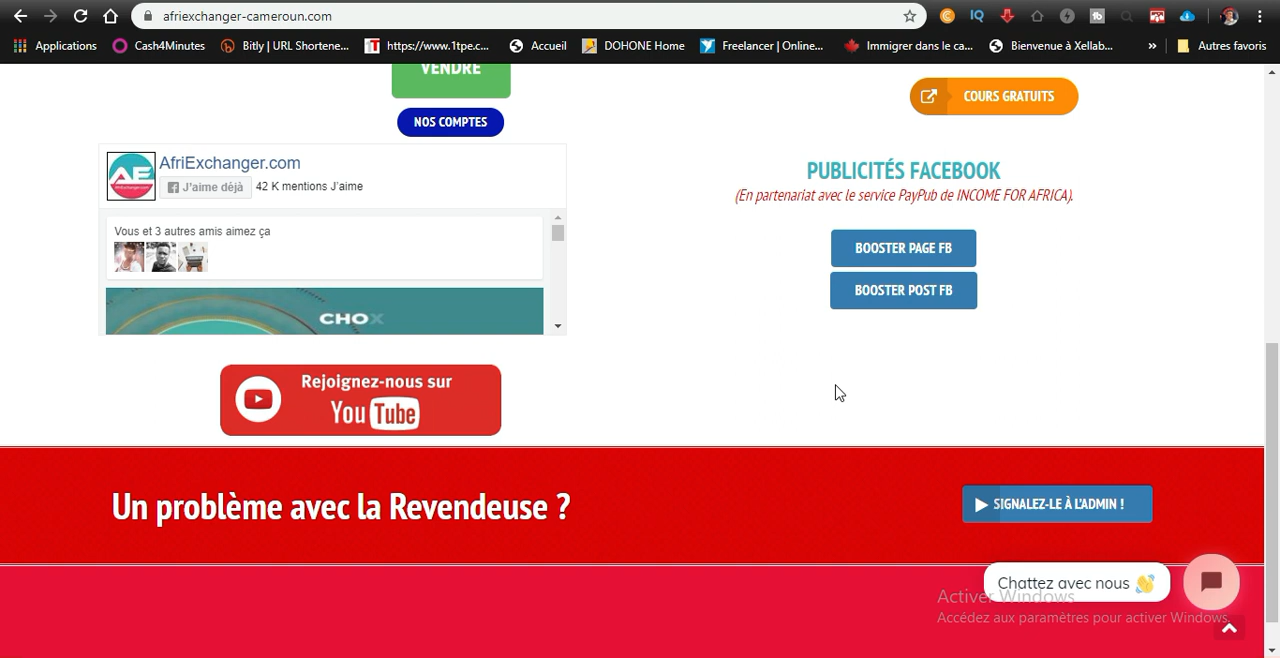 afriexchanger-cameroun.com
Applications
Cash4Minutes
Bitly | URL Shortene...
https://www.1tpe.c...
Accueil
DOHONE Home
Freelancer | Online...
Immigrer dans le ca...
Bienvenue à Xellab...
»
Autres favoris
VENDRE
NOS COMPTES
COURS GRATUITS
AfriExchanger.com
J'aime déjà
42 K mentions J'aime
Vous et 3 autres amis aimez ça
CHOX
PUBLICITÉS FACEBOOK
(En partenariat avec le service PayPub de INCOME FOR AFRICA).
BOOSTER PAGE FB
BOOSTER POST FB
Rejoignez-nous sur
YouTube
Un problème avec la Revendeuse ?
SIGNALEZ-LE À L'ADMIN !
Chattez avec nous 👋
Activer Windows
Accédez aux paramètres pour activer Windows.